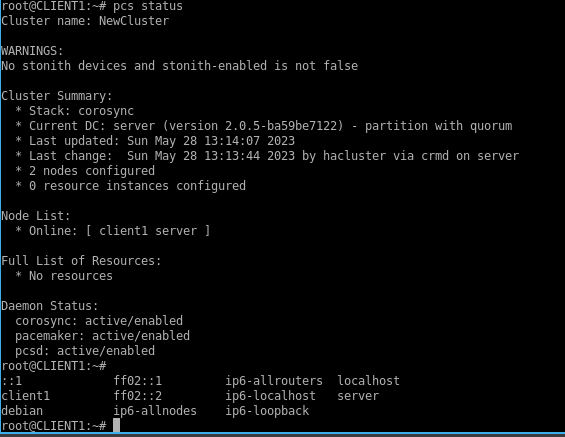 root@CLIENT1:~# pcs status
Cluster name: NewCluster

WARNINGS:
No stonith devices and stonith-enabled is not false

Cluster Summary:
  * Stack: corosync
  * Current DC: server (version 2.0.5-ba59be7122) - partition with quorum
  * Last updated: Sun May 28 13:14:07 2023
  * Last change:  Sun May 28 13:13:44 2023 by hacluster via crmd on server
  * 2 nodes configured
  * 0 resource instances configured

Node List:
  * Online: [ client1 server ]

Full List of Resources:
  * No resources

Daemon Status:
  corosync: active/enabled
  pacemaker: active/enabled
  pcsd: active/enabled
root@CLIENT1:~#
::1             ff02::1         ip6-allrouters  localhost
client1         ff02::2         ip6-localhost   server
debian          ip6-allnodes    ip6-loopback
root@CLIENT1:~#